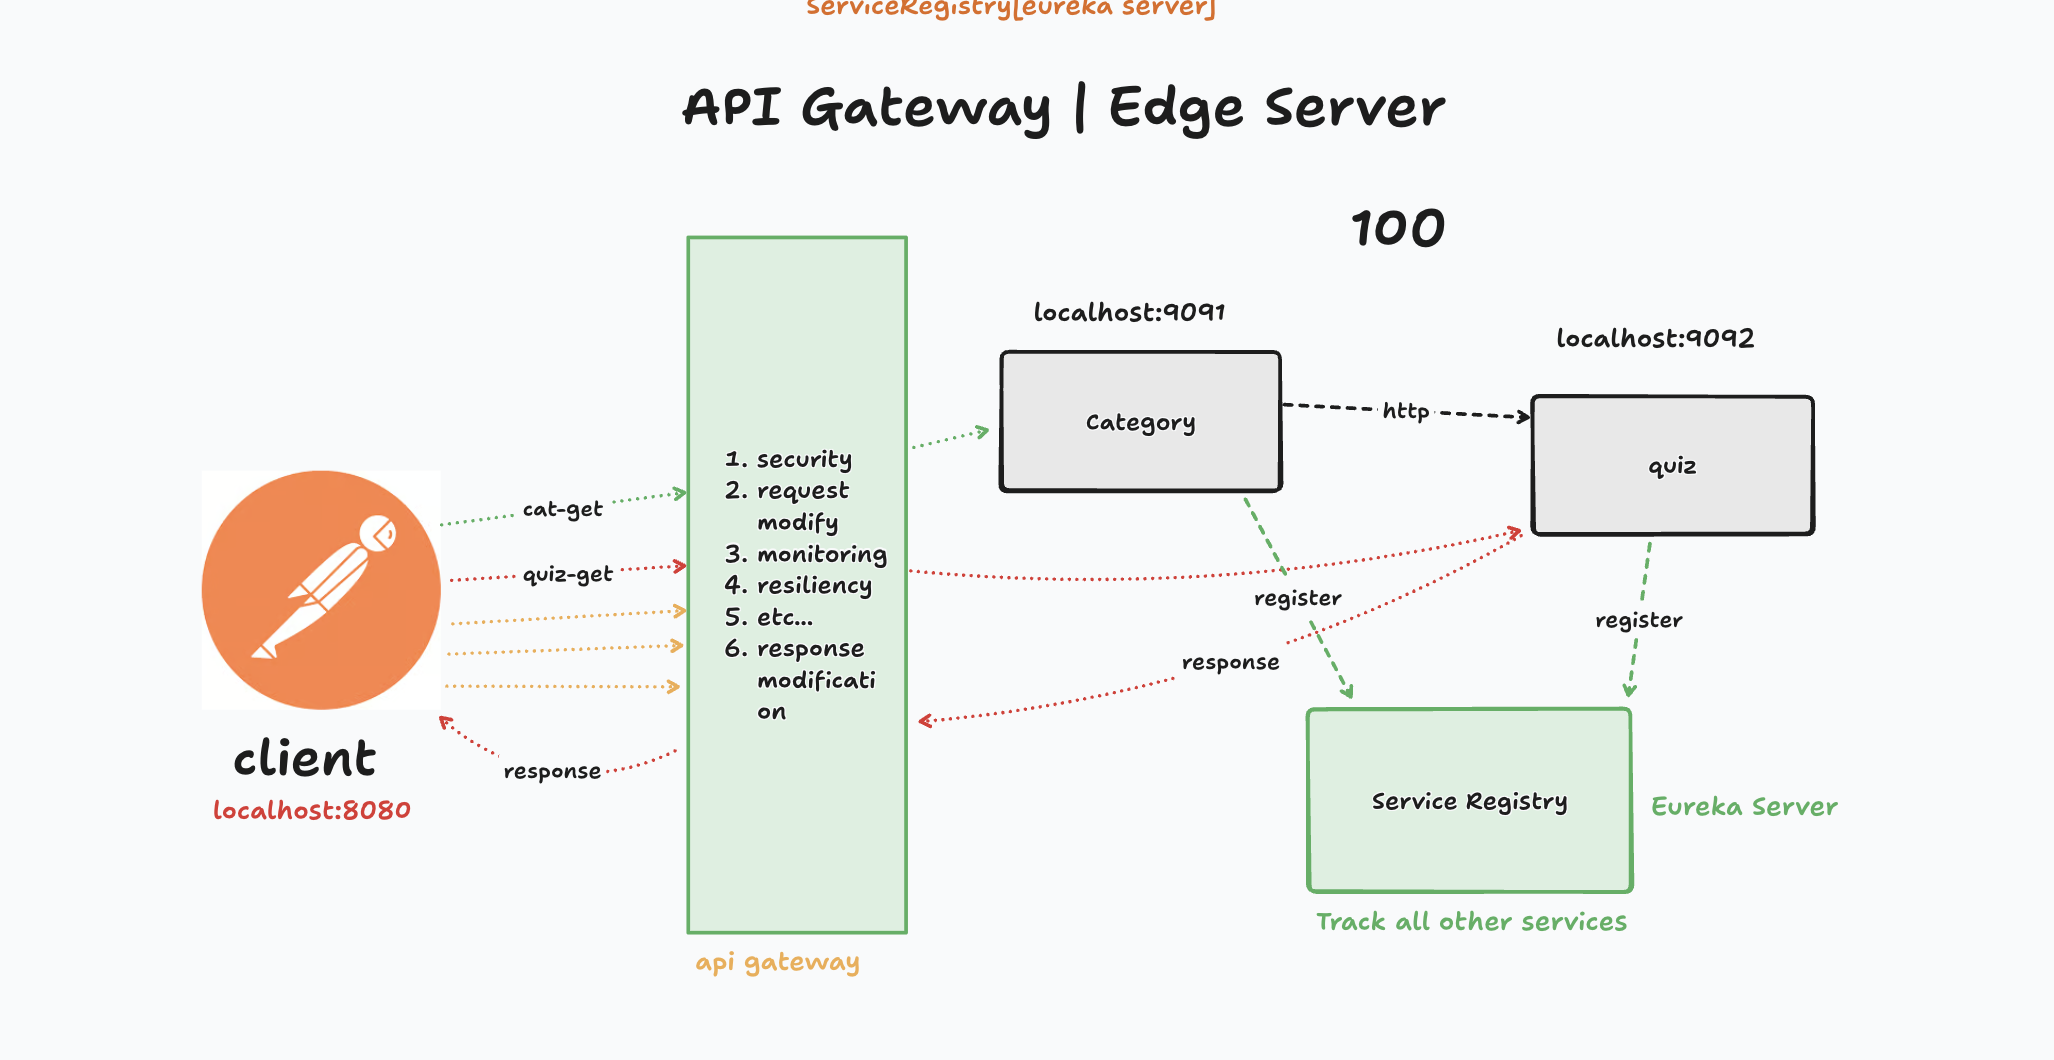 ServiceRegistry[eureka server]
API Gateway | Edge Server
100
localhost:9091
localhost:9092
Category
http
quiz
1. security
2. request
modify
3. monitoring
4. resiliency
5. etc...
6. response
modificati
on
cat-get
quiz-get
register
register
response
response
client
localhost:8080
Service Registry
Eureka Server
Track all other services
api gateway